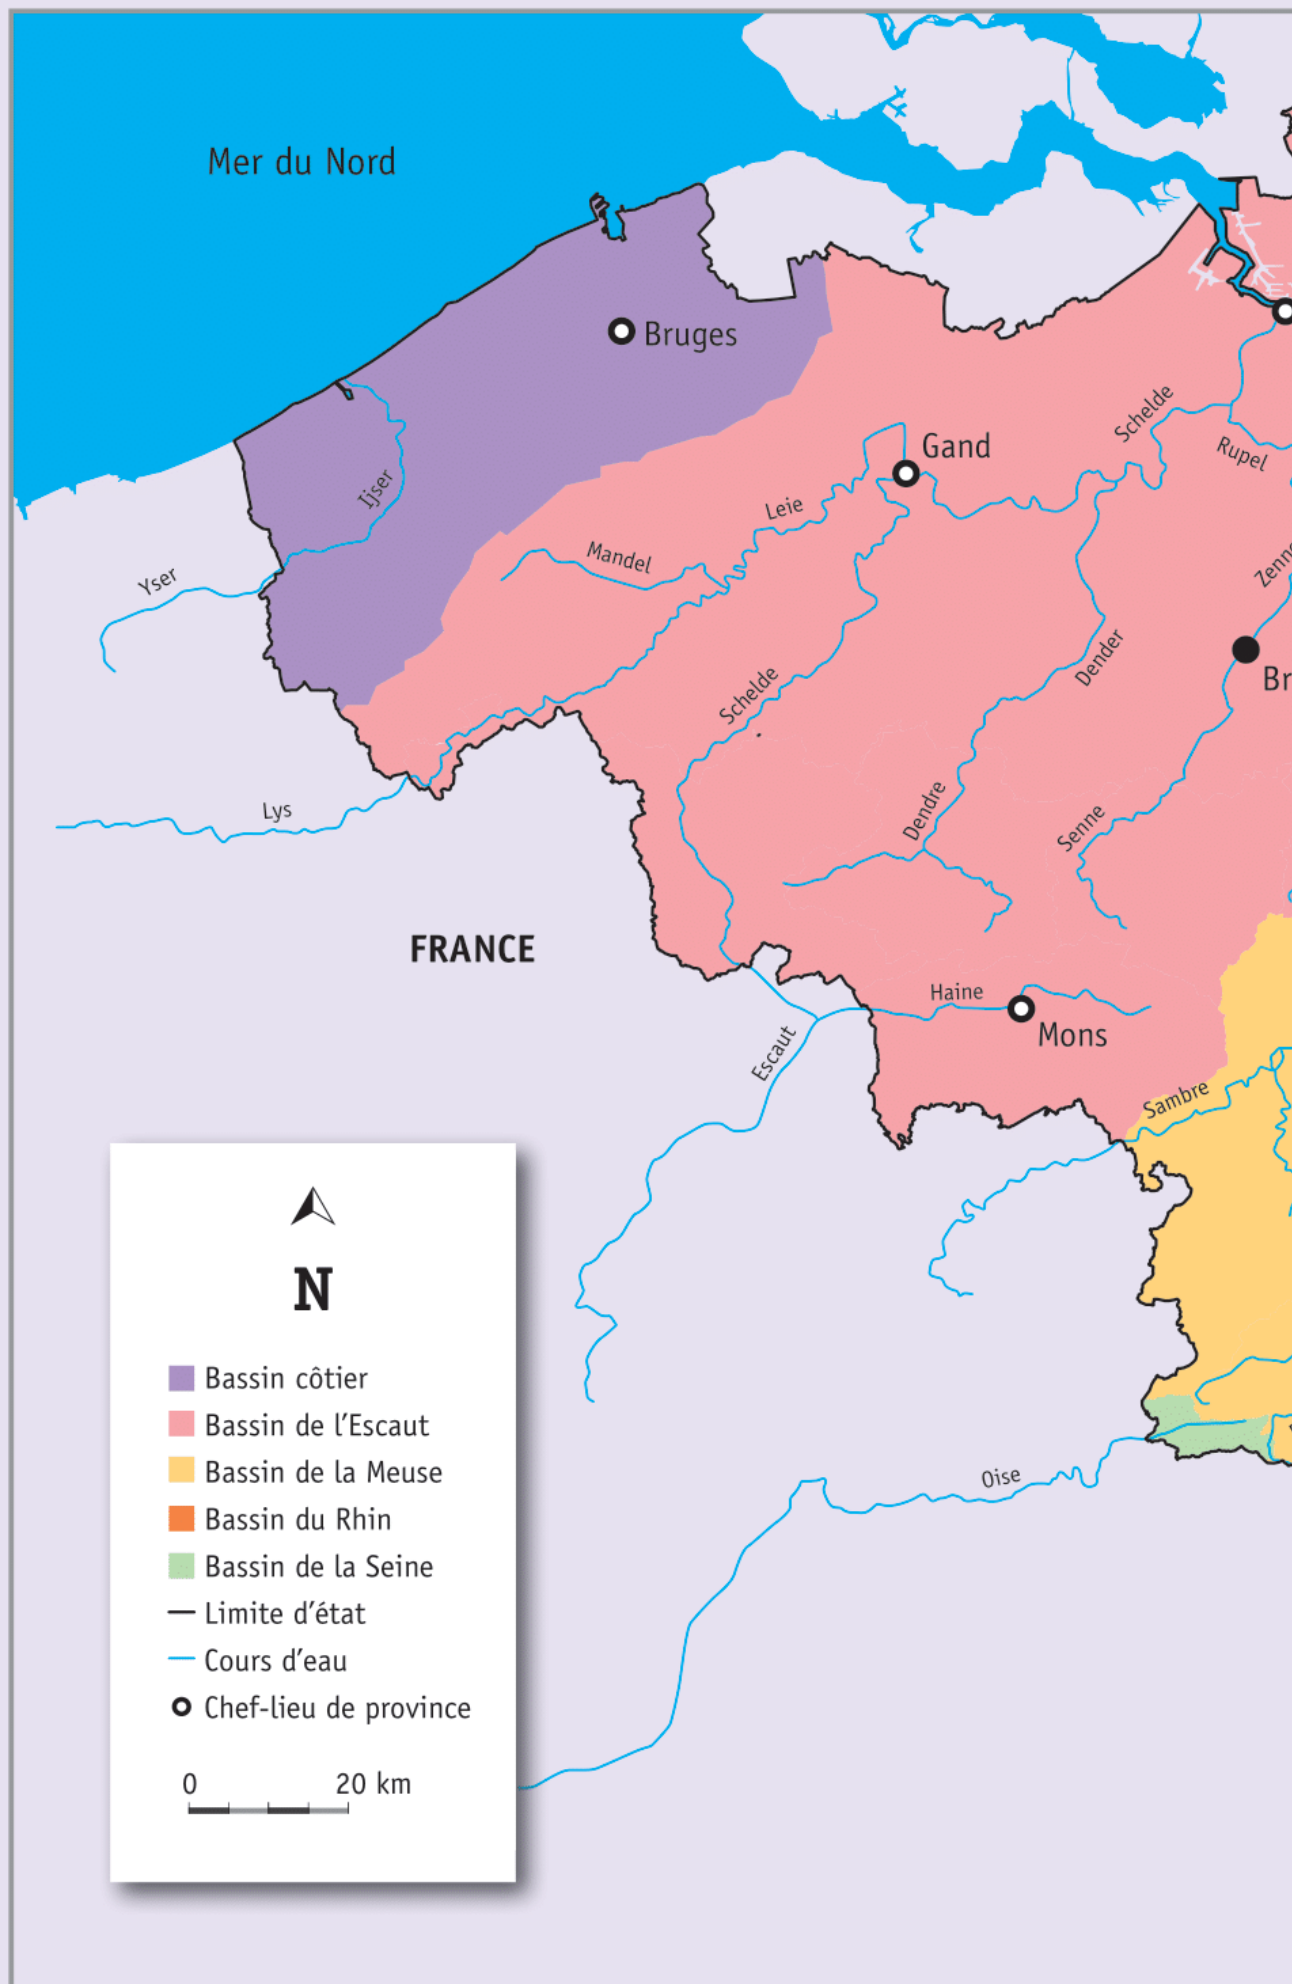 Mer du Nord
Bruges
Schelde
Gand
Rupel
Ijser
Leie
Mandel
Zenne
Yser
Dender
Br
Schelde
Lys
Dendre
Senne
FRANCE
Haine
Mons
Escaut
Sambre
N
Bassin côtier
Bassin de l'Escaut
Bassin de la Meuse
Oise
Bassin du Rhin
Bassin de la Seine
Limite d'état
Cours d'eau
Chef-lieu de province
0 20 km